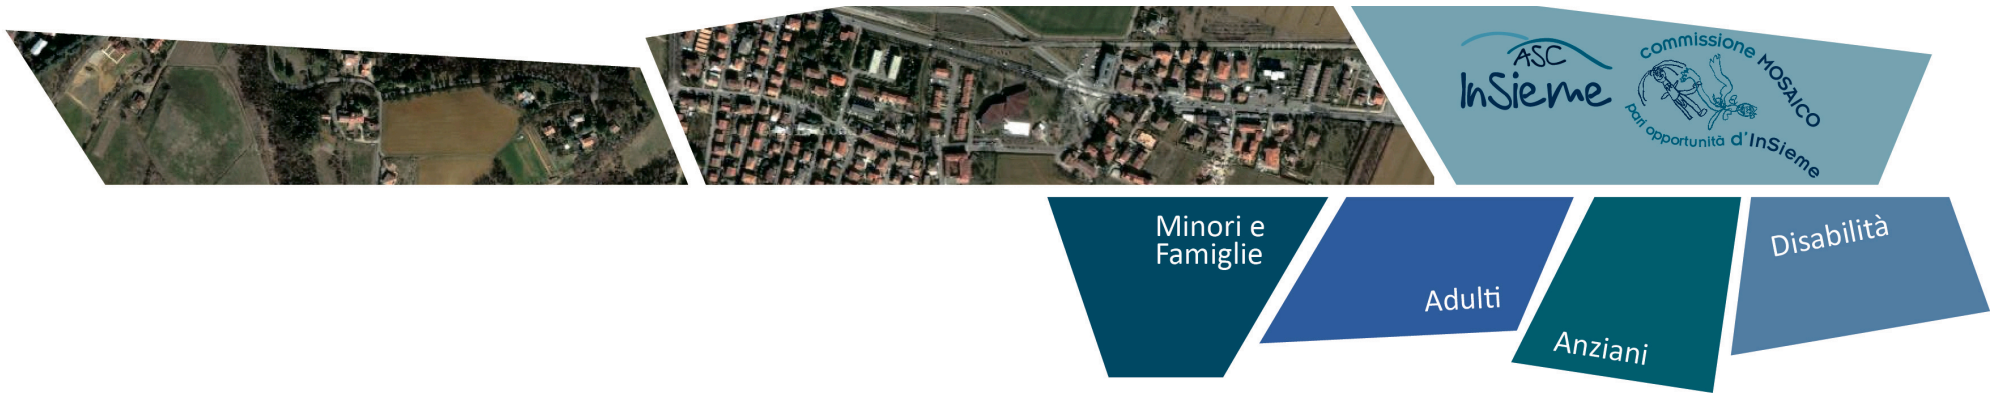 ASC
InSieme
commissione MOSAICO
pari opportunità d'InSieme
Minori e
Famiglie
Adulti
Anziani
Disabilità